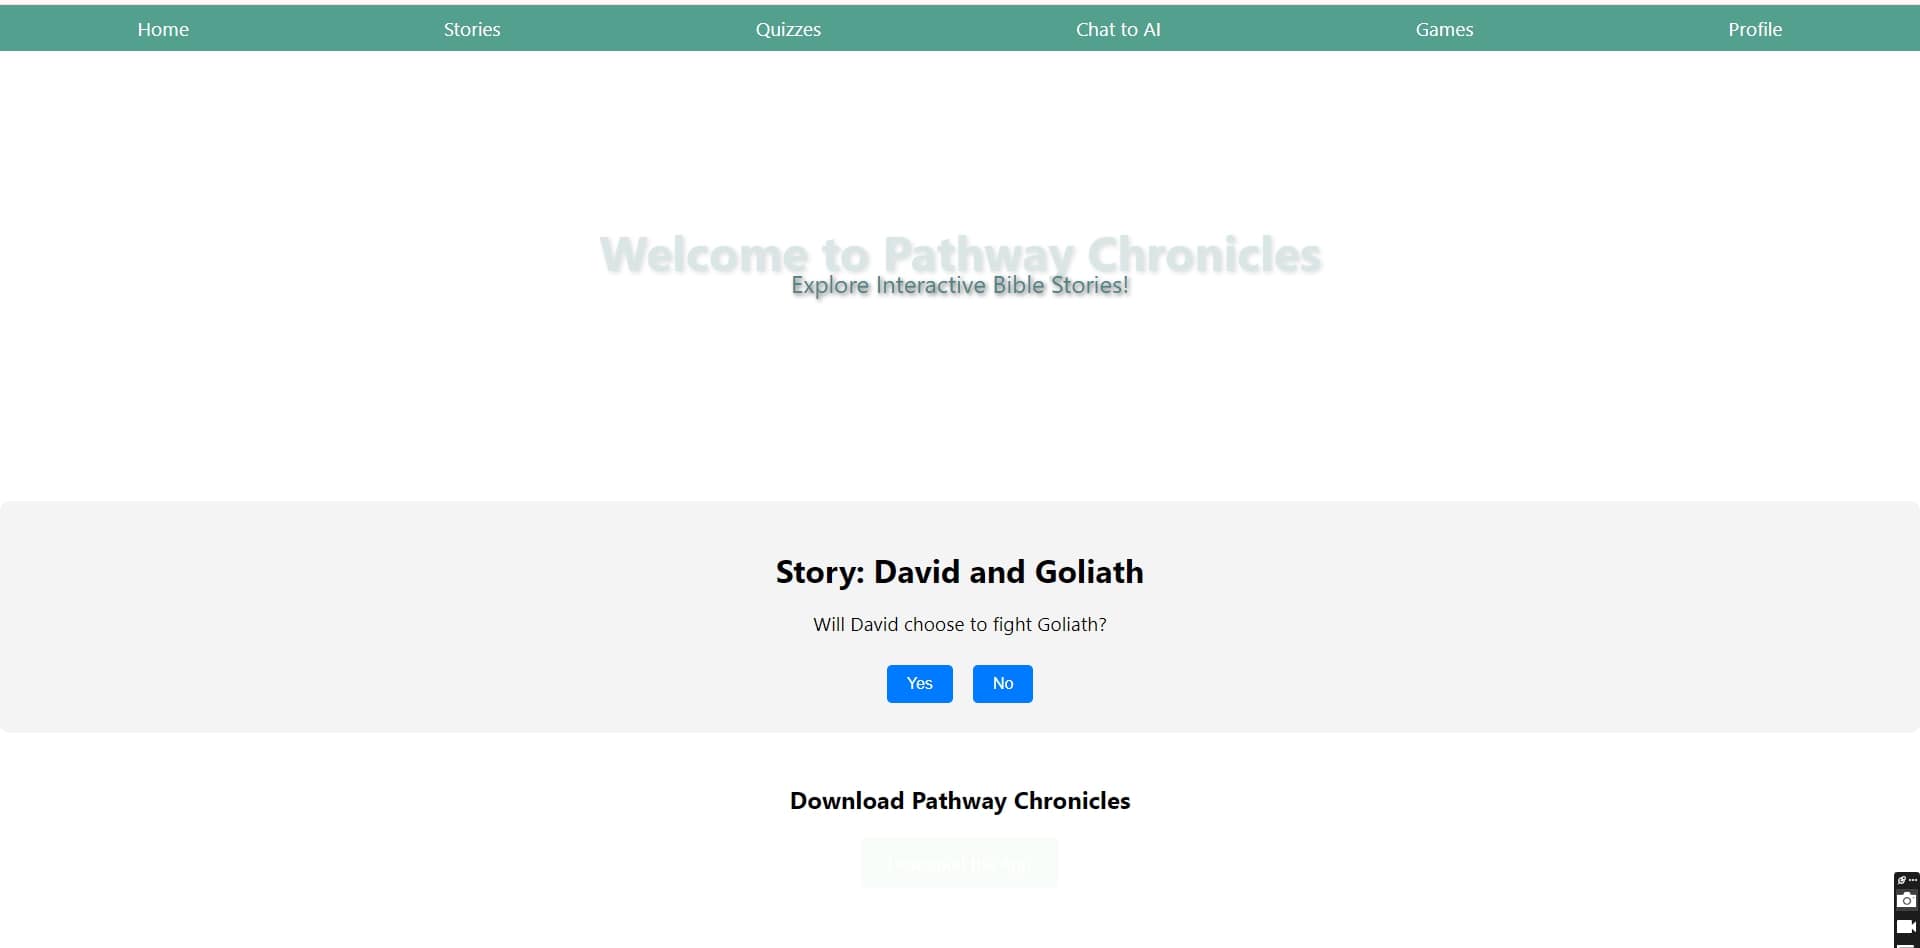 Home Stories Quizzes Chat to AI Games Profile
Welcome to Pathway Chronicles
Explore Interactive Bible Stories!
Story: David and Goliath
Will David choose to fight Goliath?
Yes No
Download Pathway Chronicles